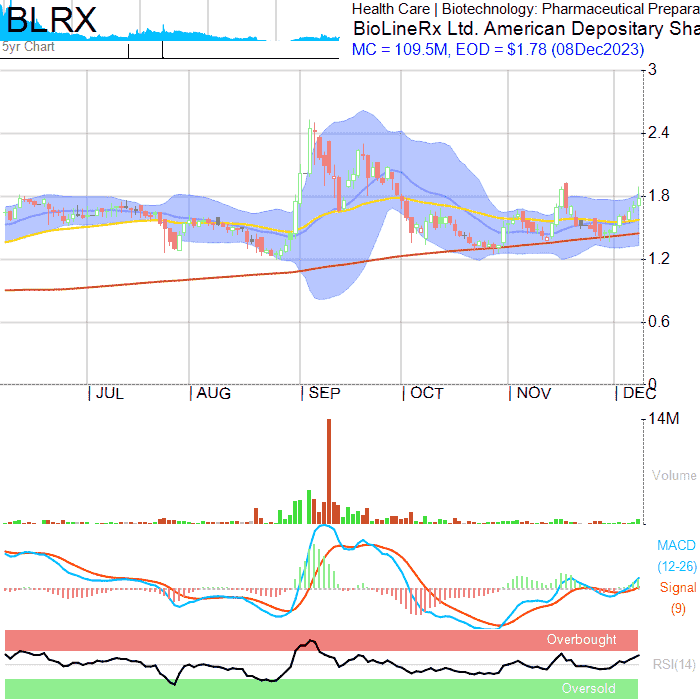 BLRX
5yr Chart
Health Care | Biotechnology: Pharmaceutical Prepara
BioLineRx Ltd. American Depositary Sha
MC = 109.5M, EOD = $1.78 (08Dec2023)
3
2.4
1.8
1.2
0.6
0
JUL AUG SEP OCT NOV DEC
14M
Volume
MACD
(12-26)
Signal
(9)
Overbought
RSI(14)
Oversold